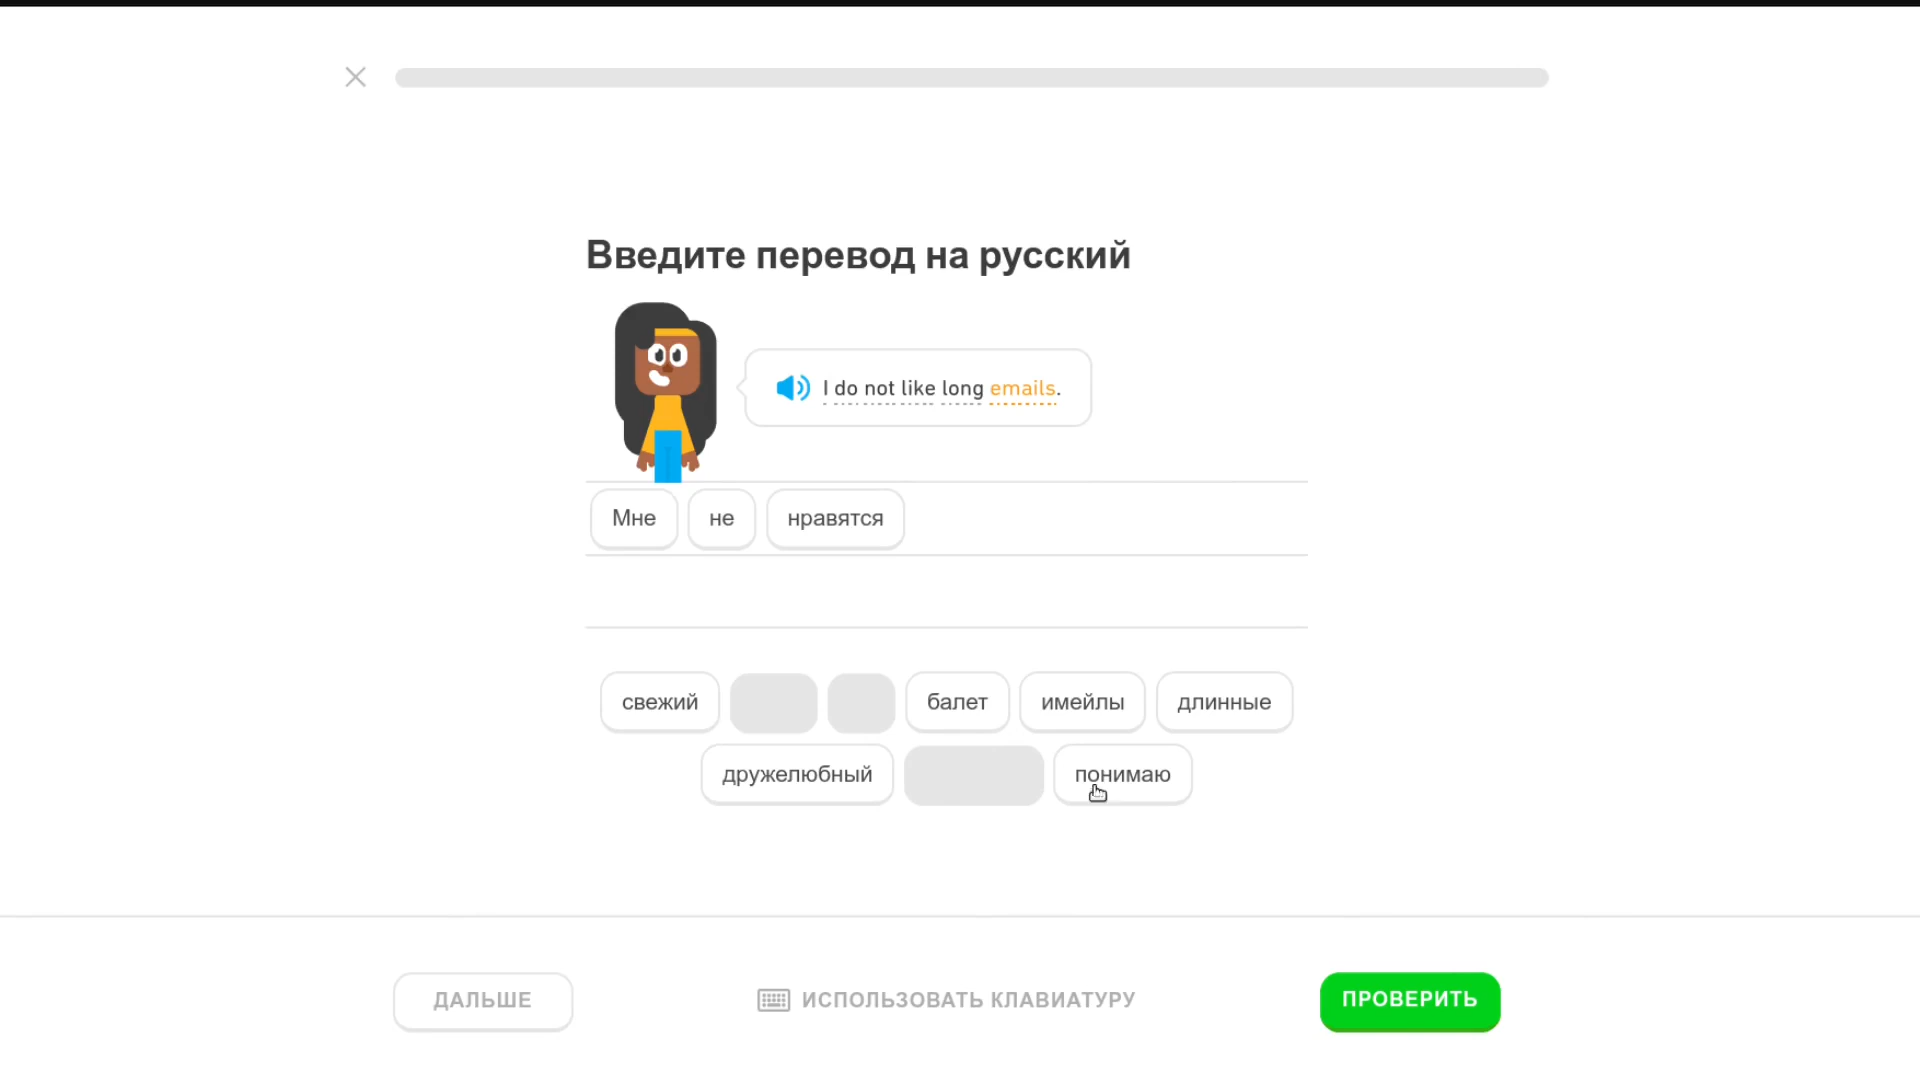 Введите перевод на русский
I do not like long emails.
Мне не нравятся
свежий балет имейлы длинные
дружелюбный понимаю
ДАЛЬШЕ ИСПОЛЬЗОВАТЬ КЛАВИАТУРУ ПРОВЕРИТЬ